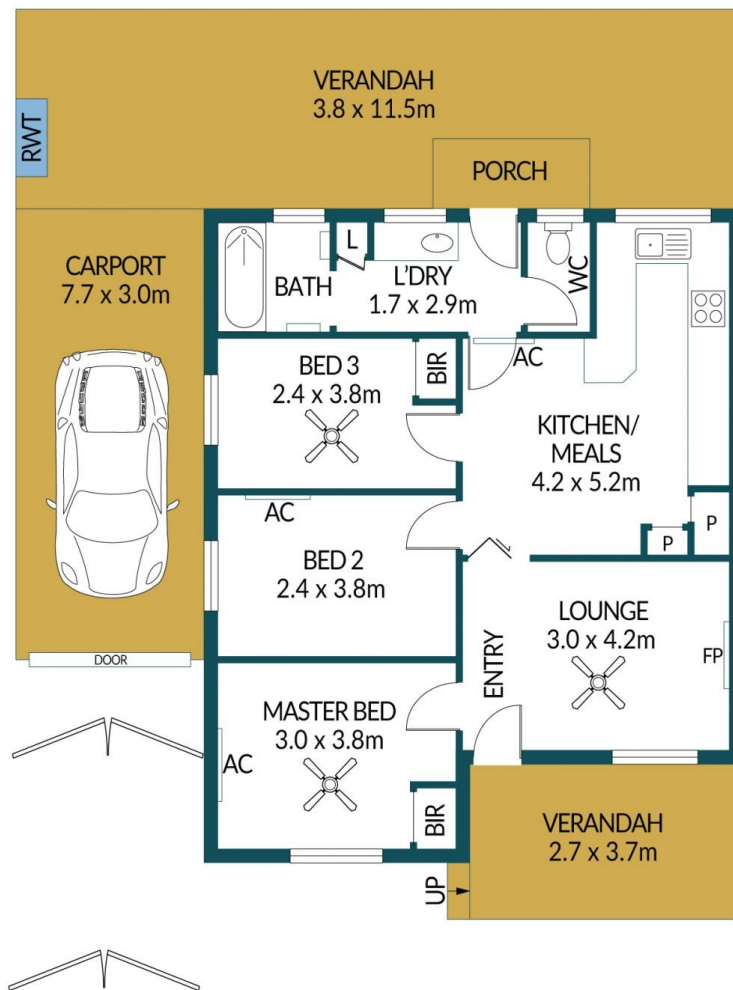 VERANDAH
3.8 x 11.5m
RWT
PORCH
CARPORT
7.7 x 3.0m
L
BATH
L'DRY
1.7 x 2.9m
WC
AC
BED 3
2.4 x 3.8m
BIR
KITCHEN/
MEALS
4.2 x 5.2m
AC
BED 2
2.4 x 3.8m
P
P
LOUNGE
3.0 x 4.2m
FP
ENTRY
DOOR
MASTER BED
3.0 x 3.8m
AC
BIR
VERANDAH
2.7 x 3.7m
UP